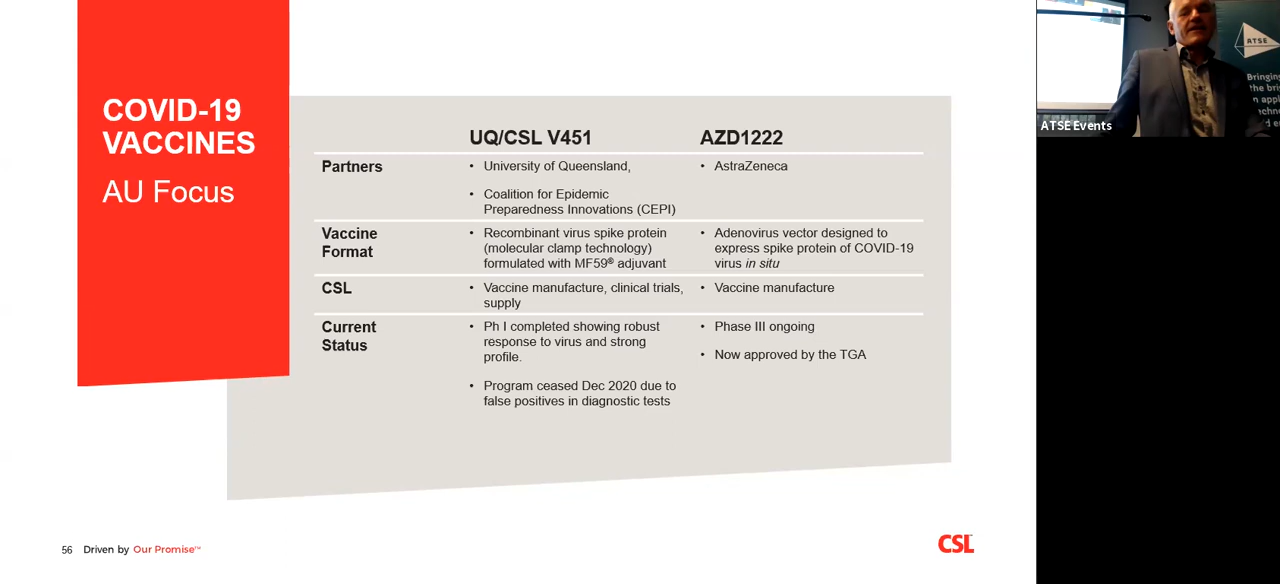 COVID-19
VACCINES
AU Focus
UQ/CSL V451
AZD1222
Partners
• University of Queensland,
• Coalition for Epidemic
Preparedness Innovations (CEPI)
• AstraZeneca
Vaccine
Format
• Recombinant virus spike protein
(molecular clamp technology)
formulated with MF59® adjuvant
• Adenovirus vector designed to
express spike protein of COVID-19
virus in situ
CSL
• Vaccine manufacture, clinical trials,
supply
• Vaccine manufacture
Current
Status
• Ph I completed showing robust
response to virus and strong
profile.
• Program ceased Dec 2020 due to
false positives in diagnostic tests
• Phase III ongoing
• Now approved by the TGA
56 Driven by Our Promise™
CSL
ATSE
Bringing
the bri
ATSE Events